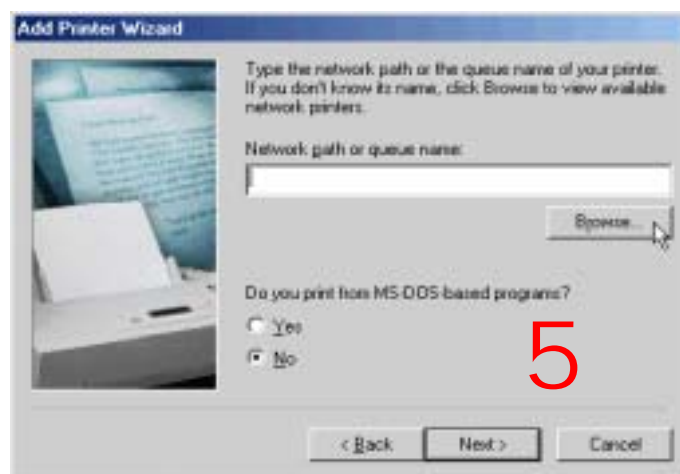 Add Printer Wizard
Type the network path or the queue name of your printer.
If you don't know its name, click Browse to view available
network printers.
Network path or queue name:
Browse...
Do you print from MS-DOS-based programs?
Yes
No
5
< Back
Next >
Cancel